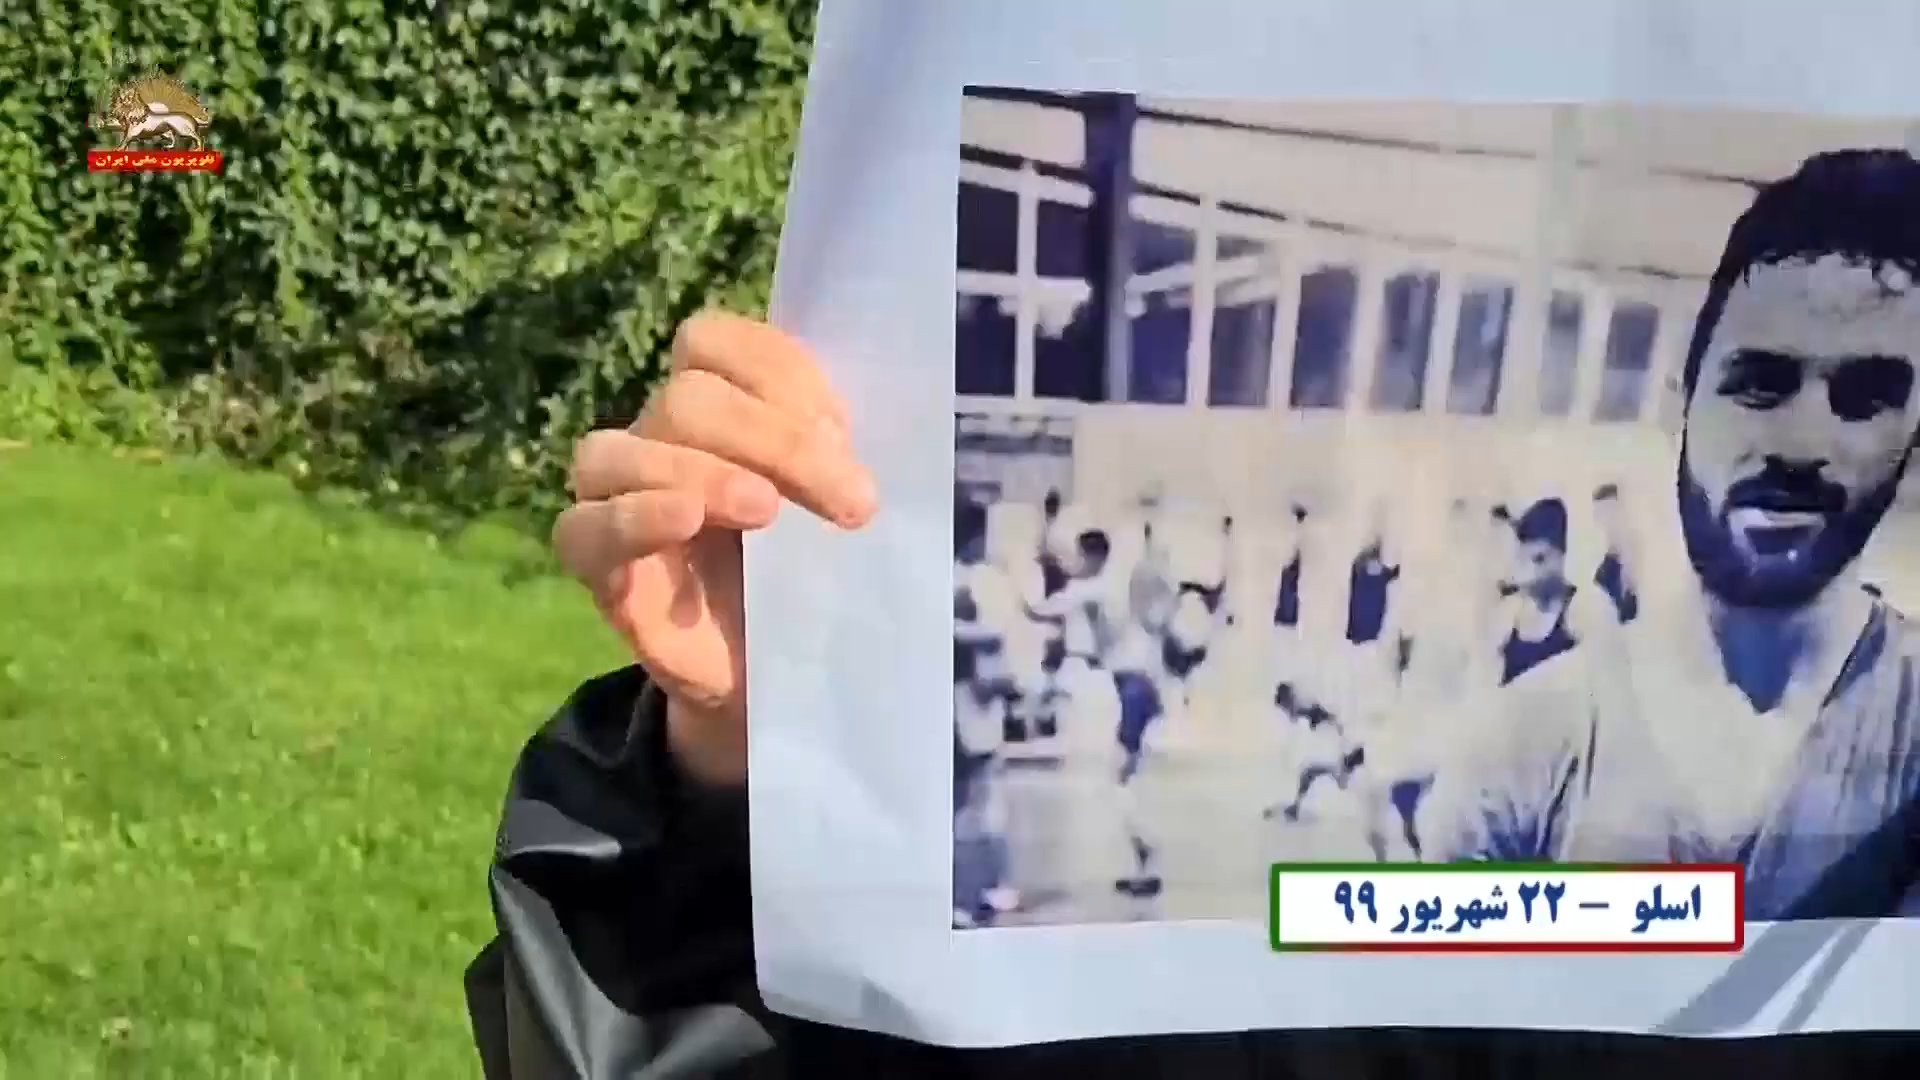 تلویزیون ملی ایران
اسلو – ۲۲ شهریور ۹۹